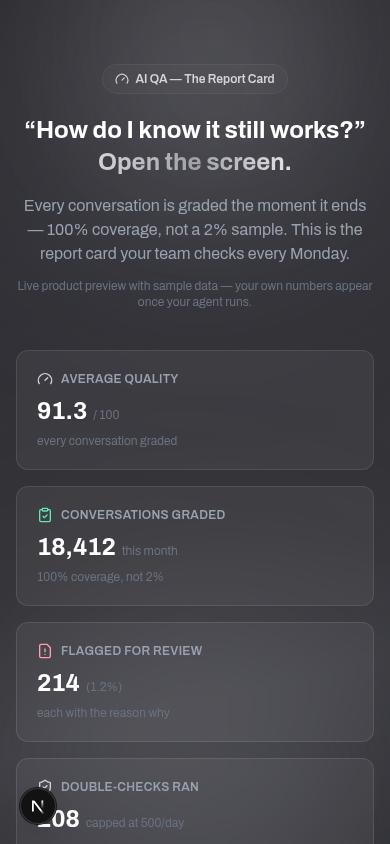 AI QA — The Report Card
“How do I know it still works?”
Open the screen.
Every conversation is graded the moment it ends
— 100% coverage, not a 2% sample. This is the
report card your team checks every Monday.
Live product preview with sample data — your own numbers appear
once your agent runs.
AVERAGE QUALITY
91.3 / 100
every conversation graded
CONVERSATIONS GRADED
18,412 this month
100% coverage, not 2%
FLAGGED FOR REVIEW
214 (1.2%)
each with the reason why
DOUBLE-CHECKS RAN
08 capped at 500/day
N